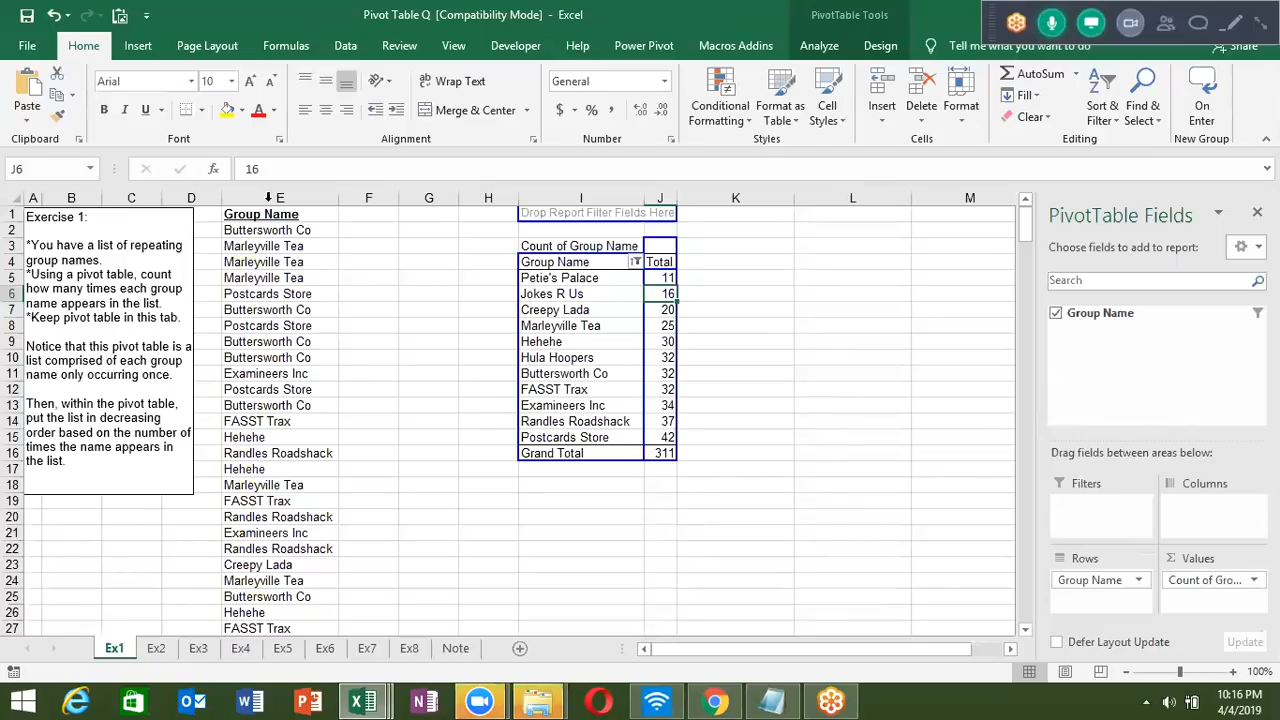 Pivot Table Q [Compatibility Mode] - Excel
PivotTable Tools
File Home Insert Page Layout Formulas Data Review View Developer Help Power Pivot Macros Addins Analyze Design Tell me what you want to do Share
Arial 10 Wrap Text General AutoSum
Paste Conditional Formatting Format as Table Cell Styles Insert Delete Format Fill Sort & Filter Find & Select On Enter
B I U Merge & Center $ % Clear
Clipboard Font Alignment Number Styles Cells Editing New Group
J6 fx 16
A B C D E F G H I J K L M
1 Group Name Drop Report Filter Fields Here
2 Buttersworth Co
3 Marleyville Tea Count of Group Name
4 Marleyville Tea Group Name Total
5 Marleyville Tea Petie's Palace 11
6 Postcards Store Jokes R Us 16
7 Buttersworth Co Creepy Lada 20
8 Postcards Store Marleyville Tea 25
9 Buttersworth Co Hehehe 30
10 Buttersworth Co Hula Hoopers 32
11 Examineers Inc Buttersworth Co 32
12 Postcards Store FASST Trax 32
13 Buttersworth Co Examineers Inc 34
14 FASST Trax Randles Roadshack 37
15 Hehehe Postcards Store 42
16 Randles Roadshack Grand Total 311
17 Hehehe
18 Marleyville Tea
19 FASST Trax
20 Randles Roadshack
21 Examineers Inc
22 Randles Roadshack
23 Creepy Lada
24 Marleyville Tea
25 Buttersworth Co
26 Hehehe
27 FASST Trax
Exercise 1:
*You have a list of repeating
group names.
*Using a pivot table, count
how many times each group
name appears in the list.
*Keep pivot table in this tab.
Notice that this pivot table is a
list comprised of each group
name only occurring once.
Then, within the pivot table,
put the list in decreasing
order based on the number of
times the name appears in
the list.
PivotTable Fields
Choose fields to add to report:
Search
Group Name
Drag fields between areas below:
Filters Columns
Rows Σ Values
Group Name Count of Gro...
Defer Layout Update Update
Ex1 Ex2 Ex3 Ex4 Ex5 Ex6 Ex7 Ex8 Note
100%
10:16 PM
4/4/2019